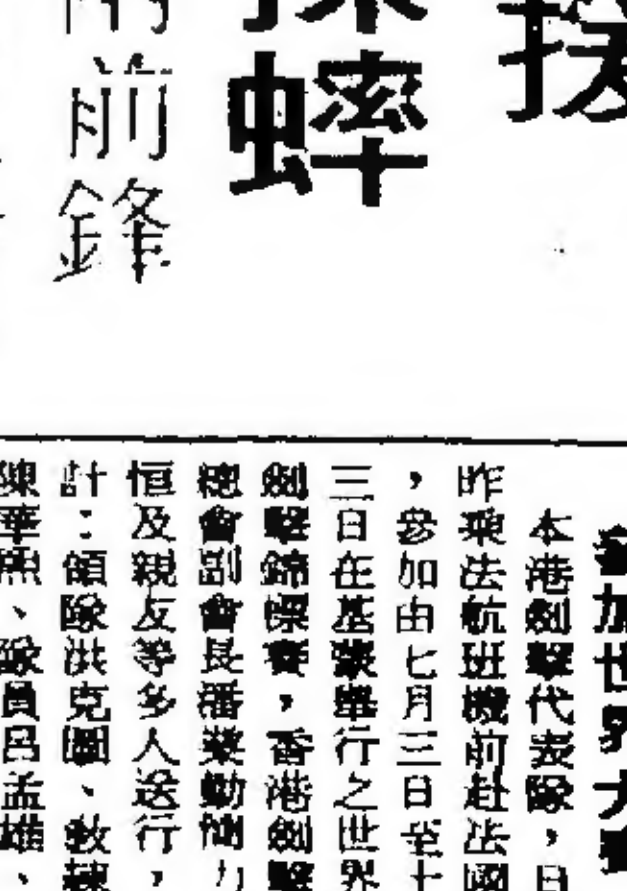 援
蟀
前鋒
加世界大
本港劍擊代表隊，日
昨乘法航班機前赴法國
，參加由七月三日至十
三日在基蒙舉行之世界
劍擊錦標賽，香港劍擊
總會副會長潘業勤簡力
恒及親友等多人送行，
計：領隊洪克圖、教練
陳華照、隊員呂孟雄、